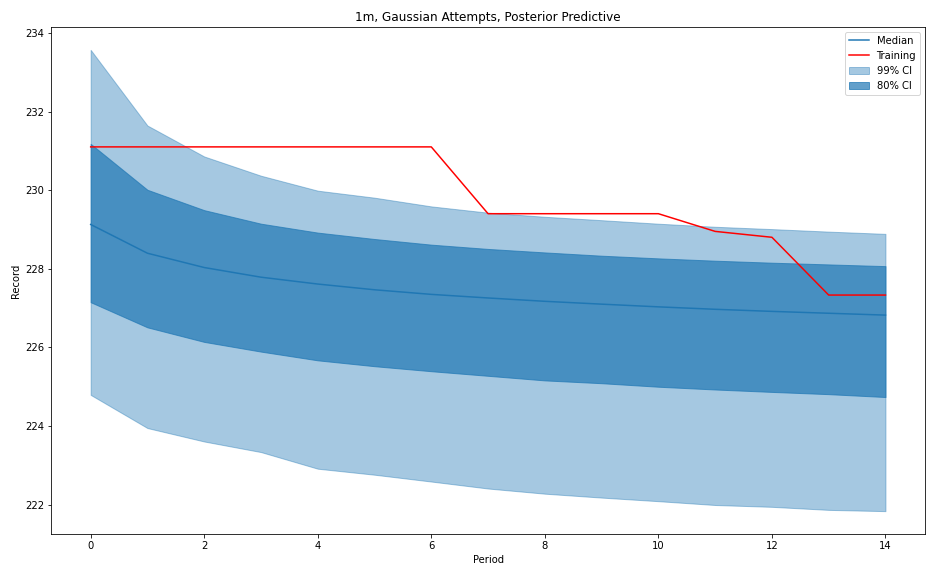 1m, Gaussian Attempts, Posterior Predictive
Median
Training
99% CI
80% CI
234
232
230
228
226
224
222
Record
0 2 4 6 8 10 12 14
Period